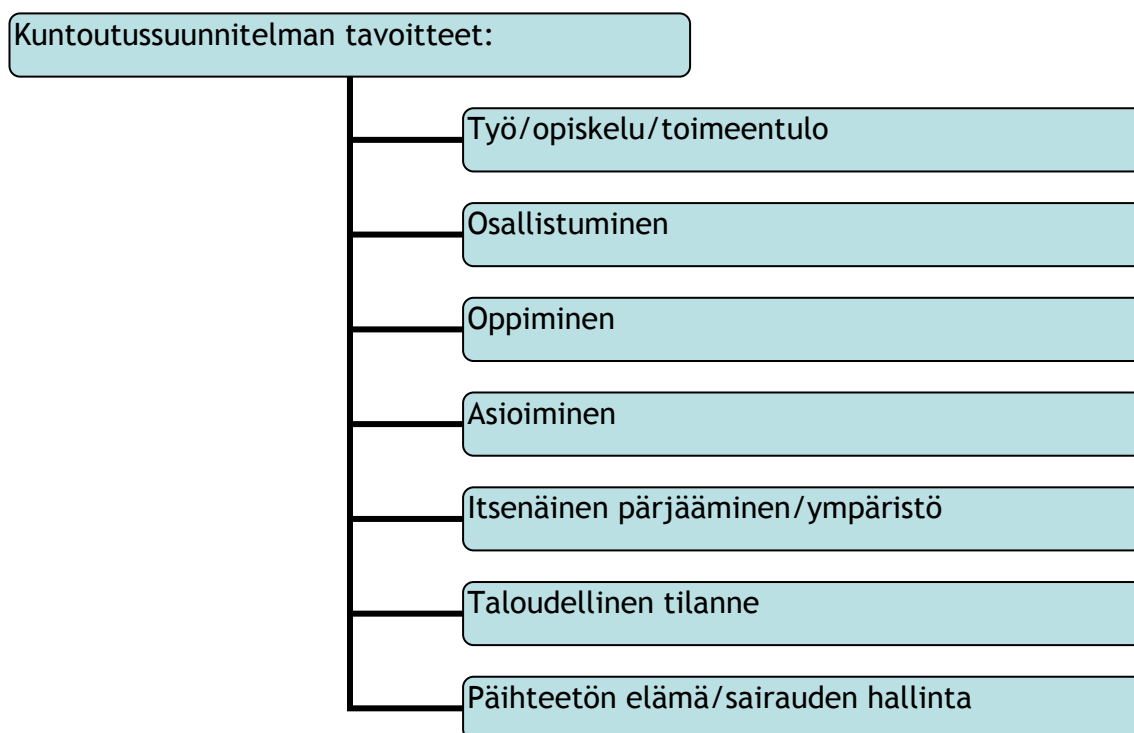 Kuntoutussuunnitelman tavoitteet:
Työ/opiskelu/toimeentulo
Osallistuminen
Oppiminen
Asioiminen
Itsenäinen pärjääminen/ympäristö
Taloudellinen tilanne
Päihteetön elämä/sairauden hallinta